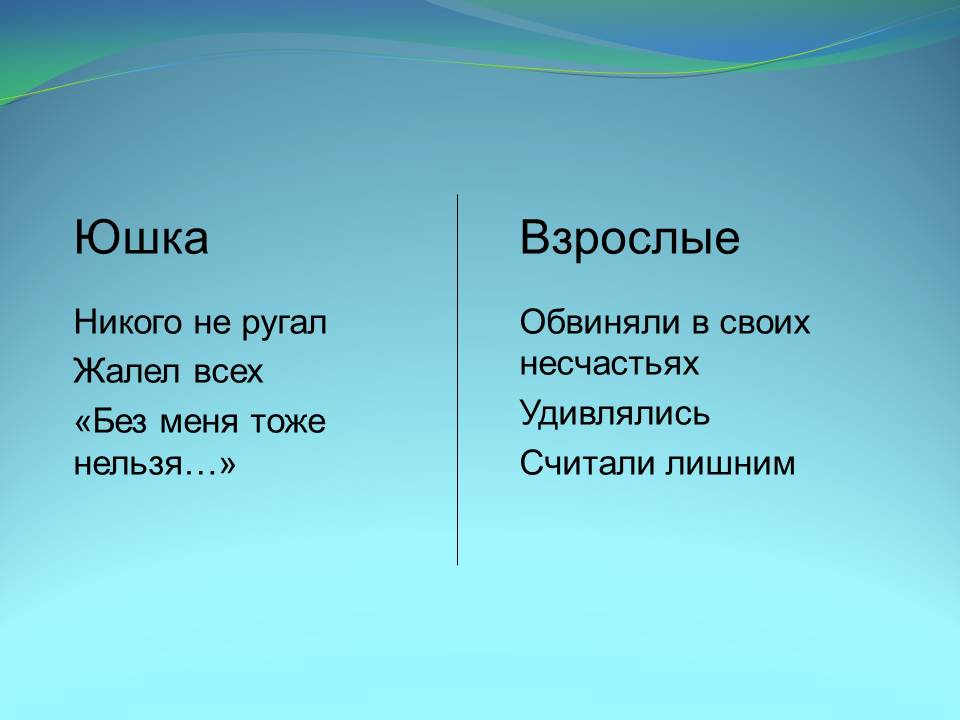 Юшка
Никого не ругал
Жалел всех
«Без меня тоже
нельзя…»
Взрослые
Обвиняли в своих
несчастьях
Удивлялись
Считали лишним